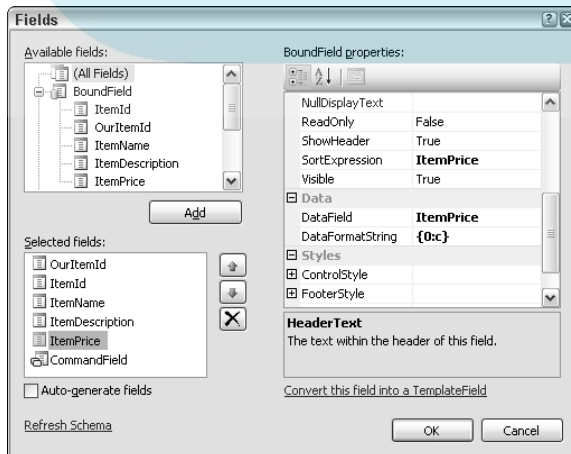 Fields
Available fields:
(All Fields)
BoundField
ItemId
OurItemId
ItemName
ItemDescription
ItemPrice
Add
Selected fields:
OurItemId
ItemId
ItemName
ItemDescription
ItemPrice
CommandField
Auto-generate fields
Refresh Schema
BoundField properties:
NullDisplayText
ReadOnly False
ShowHeader True
SortExpression ItemPrice
Visible True
Data
DataField ItemPrice
DataFormatString {0:c}
Styles
ControlStyle
FooterStyle
HeaderText
The text within the header of this field.
Convert this field into a TemplateField
OK Cancel